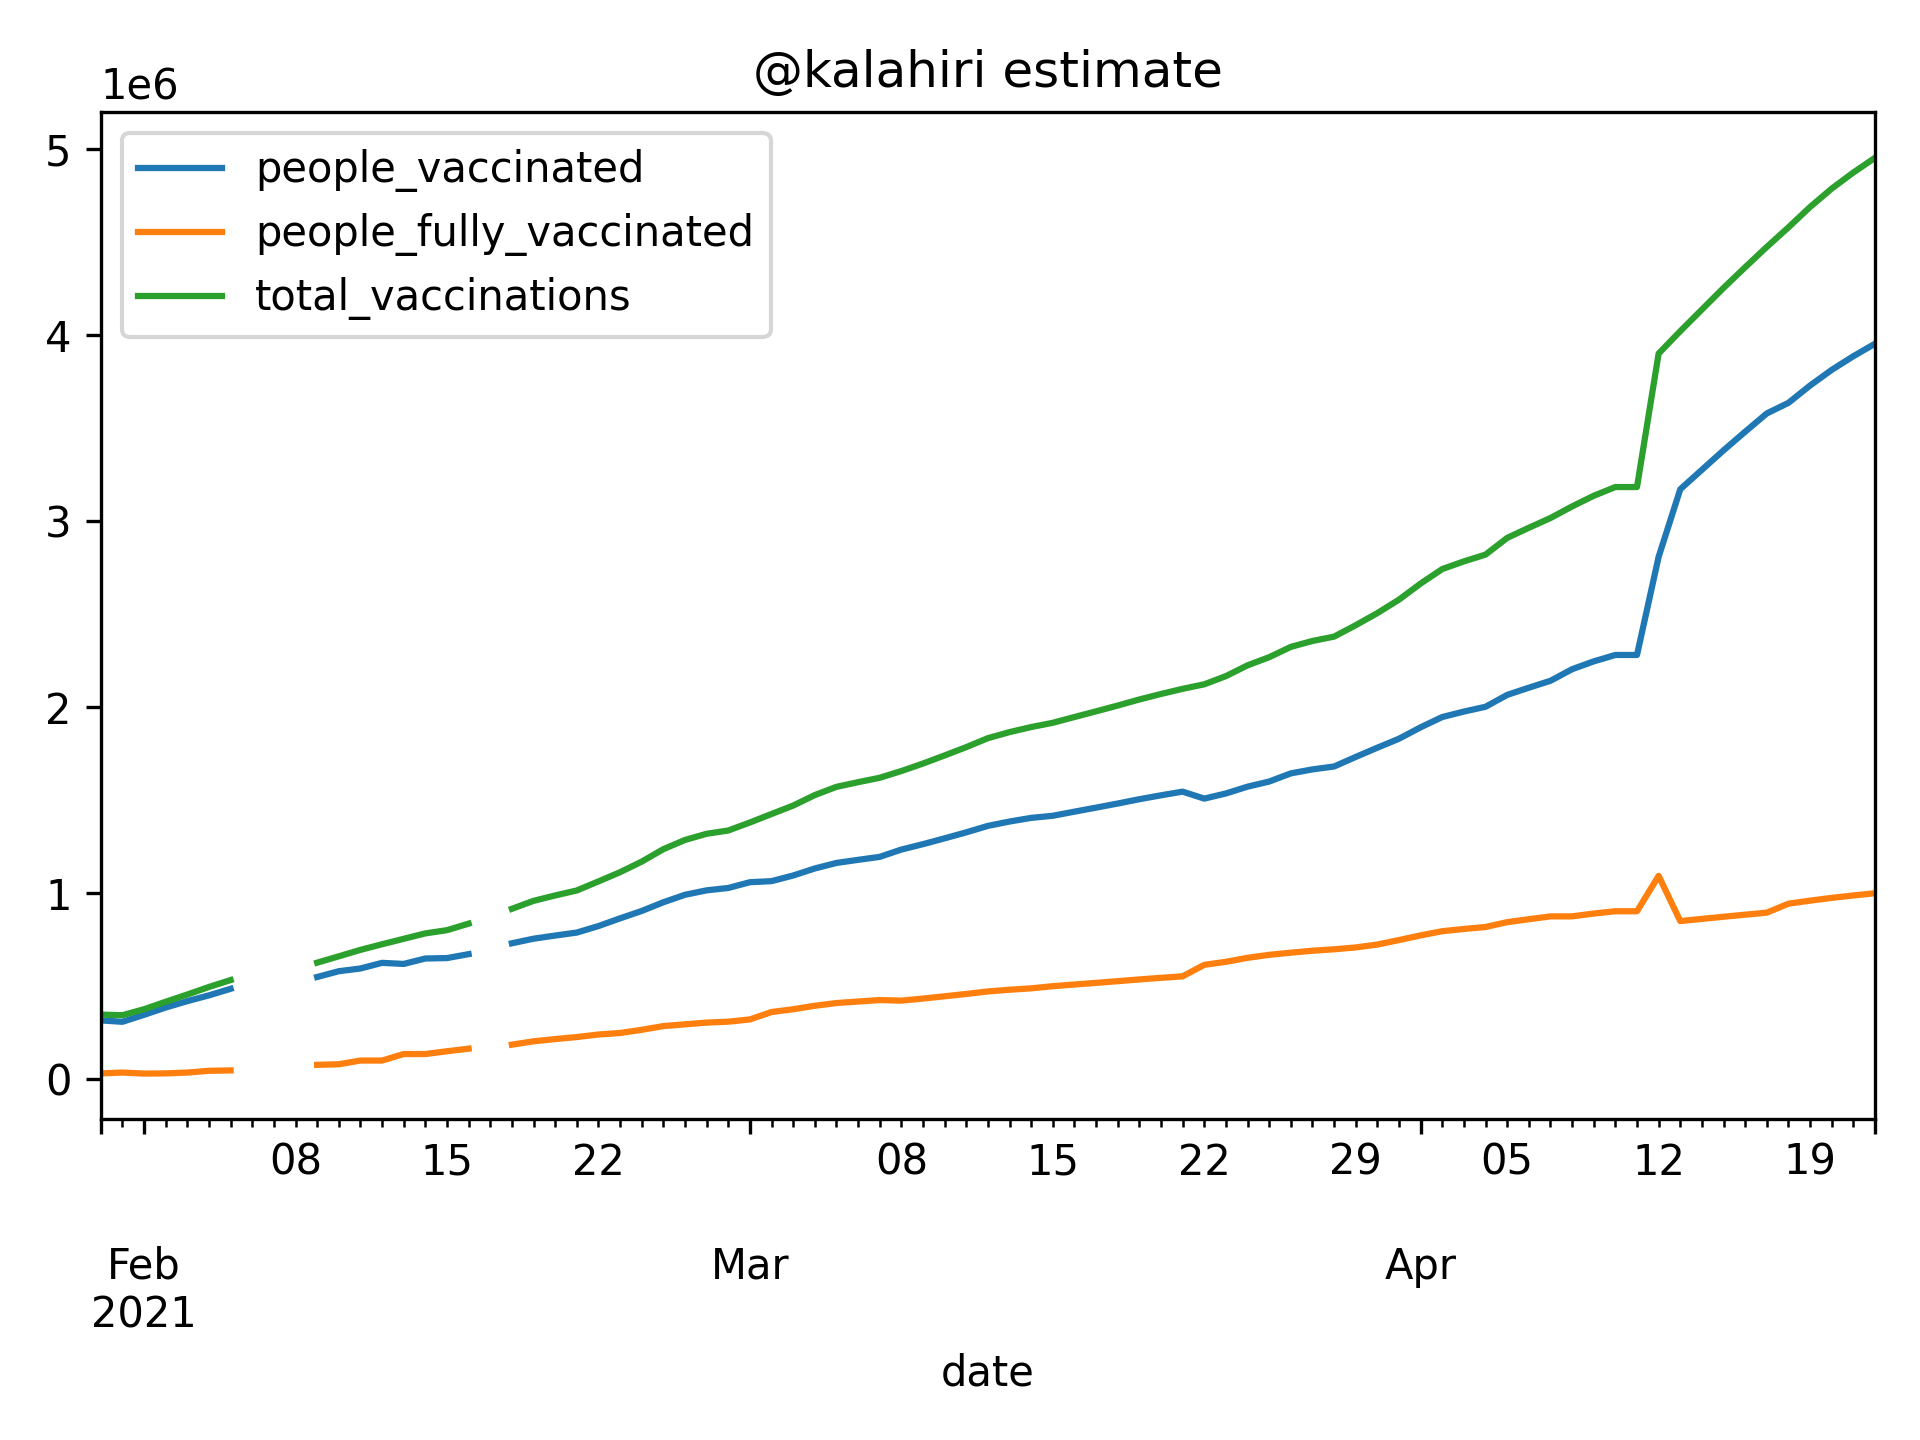 @kalahiri estimate
1e6
people_vaccinated
people_fully_vaccinated
total_vaccinations
5
4
3
2
1
0
08 15 22 08 15 22 29 05 12 19
Feb Mar Apr
2021
date